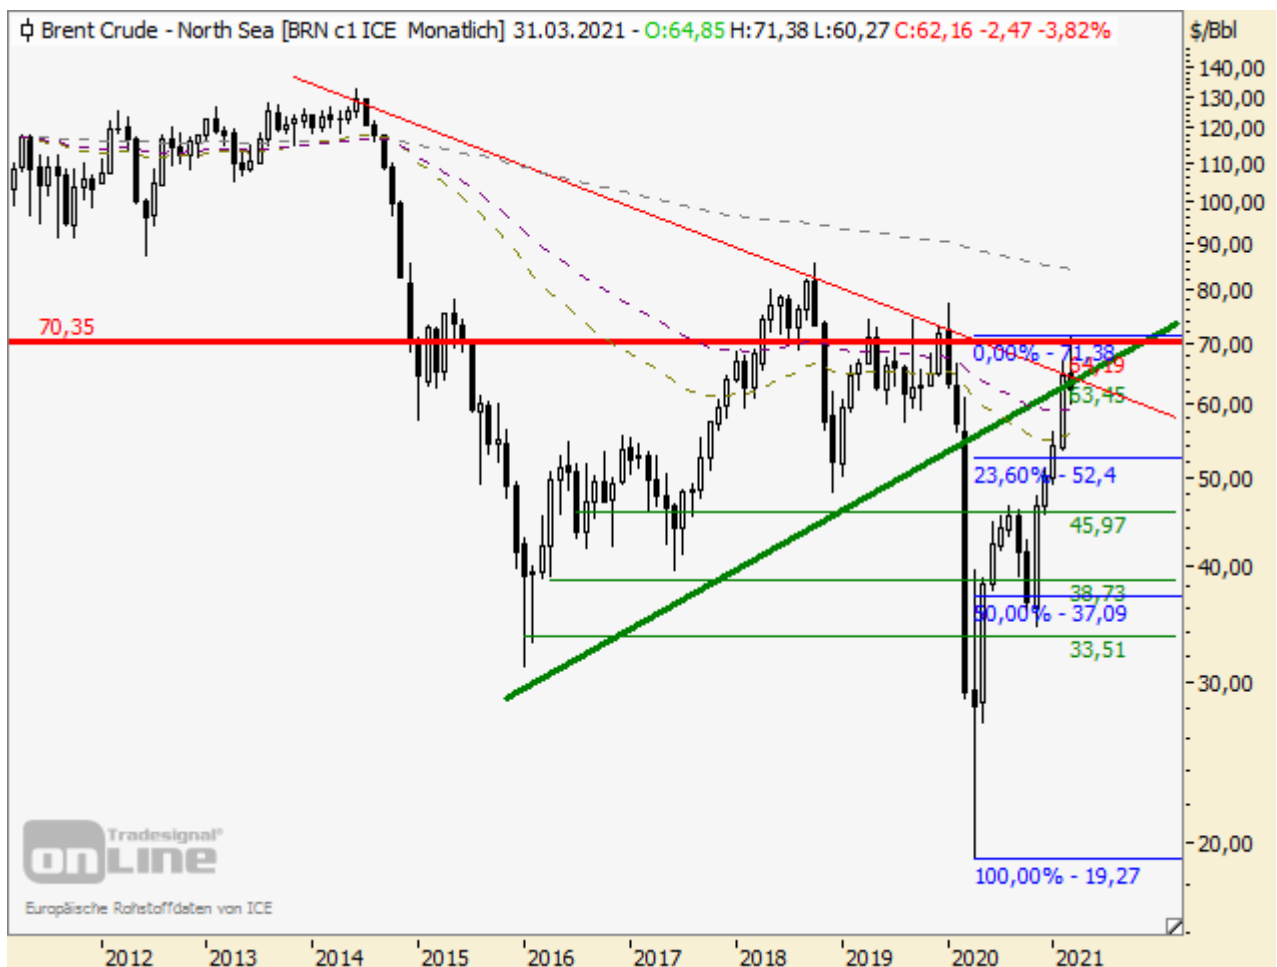 Brent Crude - North Sea [BRN c1 ICE Monatlich] 31.03.2021 - O:64,85 H:71,38 L:60,27 C:62,16 -2,47 -3,82%
$/Bbl
140,00
130,00
120,00
110,00
100,00
90,00
80,00
70,35
70,00
0,00% - 71,38
64,19
63,45
60,00
23,60% - 52,4
50,00
45,97
40,00
38,73
50,00% - 37,09
33,51
30,00
20,00
100,00% - 19,27
Tradesignal®
onLine
Europäische Rohstoffdaten von ICE
2012 2013 2014 2015 2016 2017 2018 2019 2020 2021